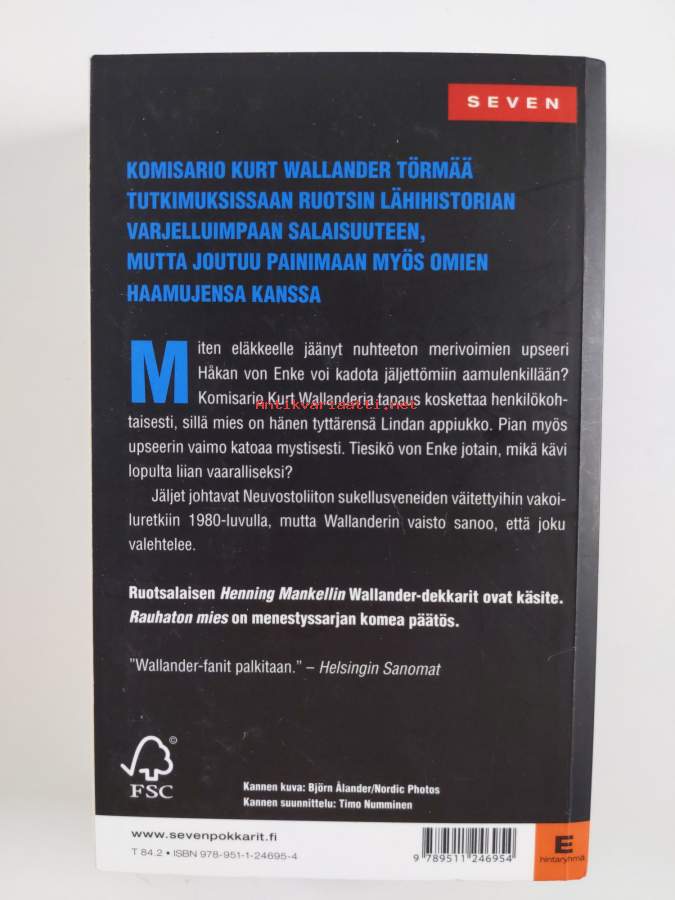 SEVEN
KOMISARIO KURT WALLANDER TÖRMÄÄ
TUTKIMUKSISSAAN RUOTSIN LÄHIHISTORIAN
VARJELLUIMPAAN SALAISUUTEEN,
MUTTA JOUTUU PAINIMAAN MYÖS OMIEN
HAAMUJENSA KANSSA
Miten eläkkeelle jäänyt nuhteeton merivoimien upseeri
Håkan von Enke voi kadota jäljettömiin aamulenkillään?
Komisario Kurt Wallanderia tapaus koskettaa henkilökoh-
taisesti, sillä mies on hänen tyttärensä Lindan appiukko. Pian myös
upseerin vaimo katoaa mystisesti. Tiesikö von Enke jotain, mikä kävi
lopulta liian vaaralliseksi?
Jäljet johtavat Neuvostoliiton sukellusveneiden väitettyihin vakoi-
luretkiin 1980-luvulla, mutta Wallanderin vaisto sanoo, että joku
valehtelee.
Ruotsalaisen Henning Mankellin Wallander-dekkarit ovat käsite.
Rauhaton mies on menestyssarjan komea päätös.
”Wallander-fanit palkitaan.” – Helsingin Sanomat
©
FSC
Kannen kuva: Björn Ålander/Nordic Photos
Kannen suunnittelu: Timo Numminen
www.sevenpokkarit.fi
T 84.2 • ISBN 978-951-1-24695-4
9 789511 246954
E
hintaryhmä
Antikvariaatti.net